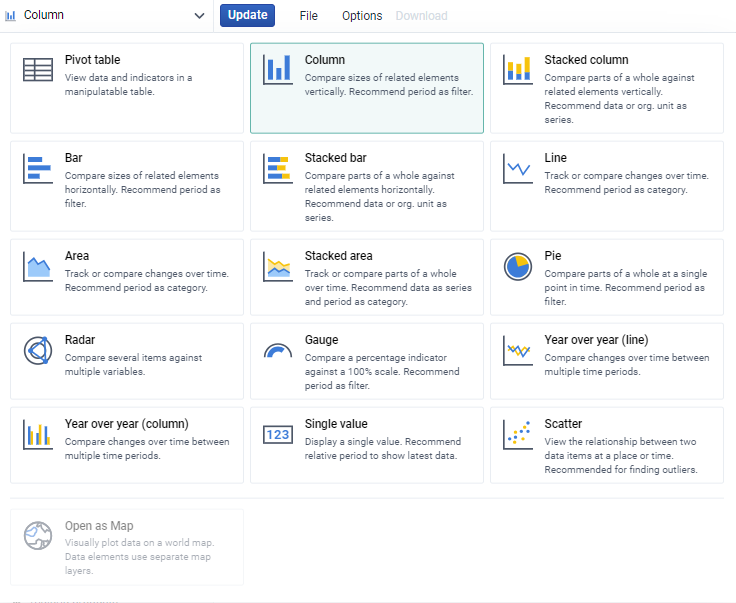 Column
Update
File
Options
Download
Pivot table
View data and indicators in a
manipulatable table.
Column
Compare sizes of related elements
vertically. Recommend period as filter.
Stacked column
Compare parts of a whole against
related elements vertically.
Recommend data or org. unit as
series.
Bar
Compare sizes of related elements
horizontally. Recommend period as
filter.
Stacked bar
Compare parts of a whole against
related elements horizontally.
Recommend data or org. unit as
series.
Line
Track or compare changes over time.
Recommend period as category.
Area
Track or compare changes over time.
Recommend period as category.
Stacked area
Track or compare parts of a whole
over time. Recommend data as series
and period as category.
Pie
Compare parts of a whole at a single
point in time. Recommend period as
filter.
Radar
Compare several items against
multiple variables.
Gauge
Compare a percentage indicator
against a 100% scale. Recommend
period as filter.
Year over year (line)
Compare changes over time between
multiple time periods.
Year over year (column)
Compare changes over time between
multiple time periods.
123
Single value
Display a single value. Recommend
relative period to show latest data.
Scatter
View the relationship between two
data items at a place or time.
Recommended for finding outliers.
Open as Map
Visually plot data on a world map.
Data elements use separate map
layers.